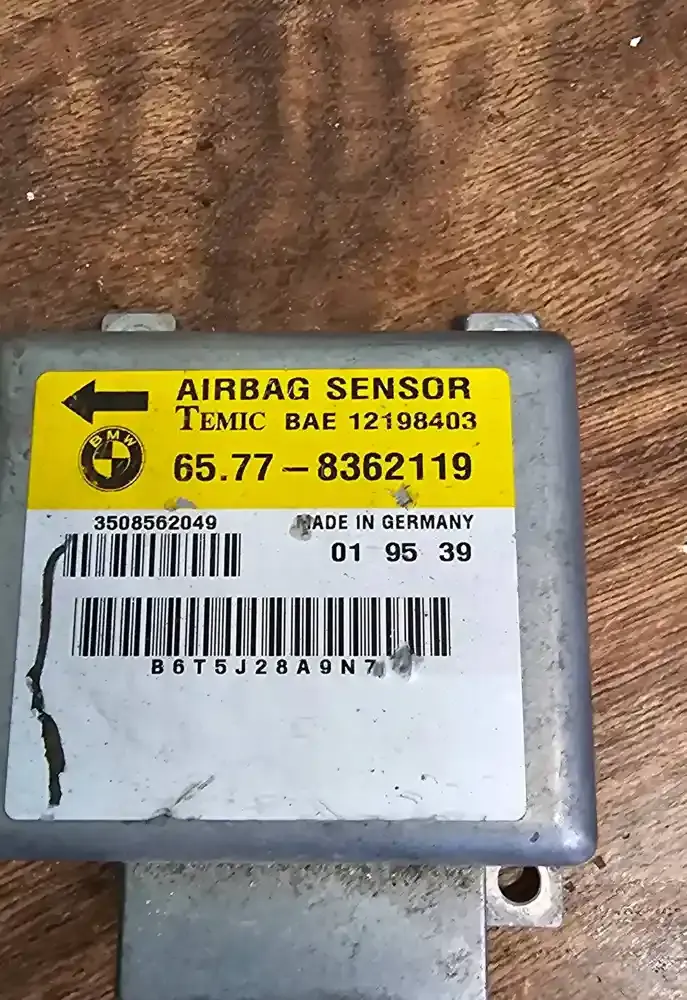 AIRBAG SENSOR
TEMIC BAE 12198403
BMW
65.77-8362119
3508562049 MADE IN GERMANY
01 95 39
B6T5J28A9N7